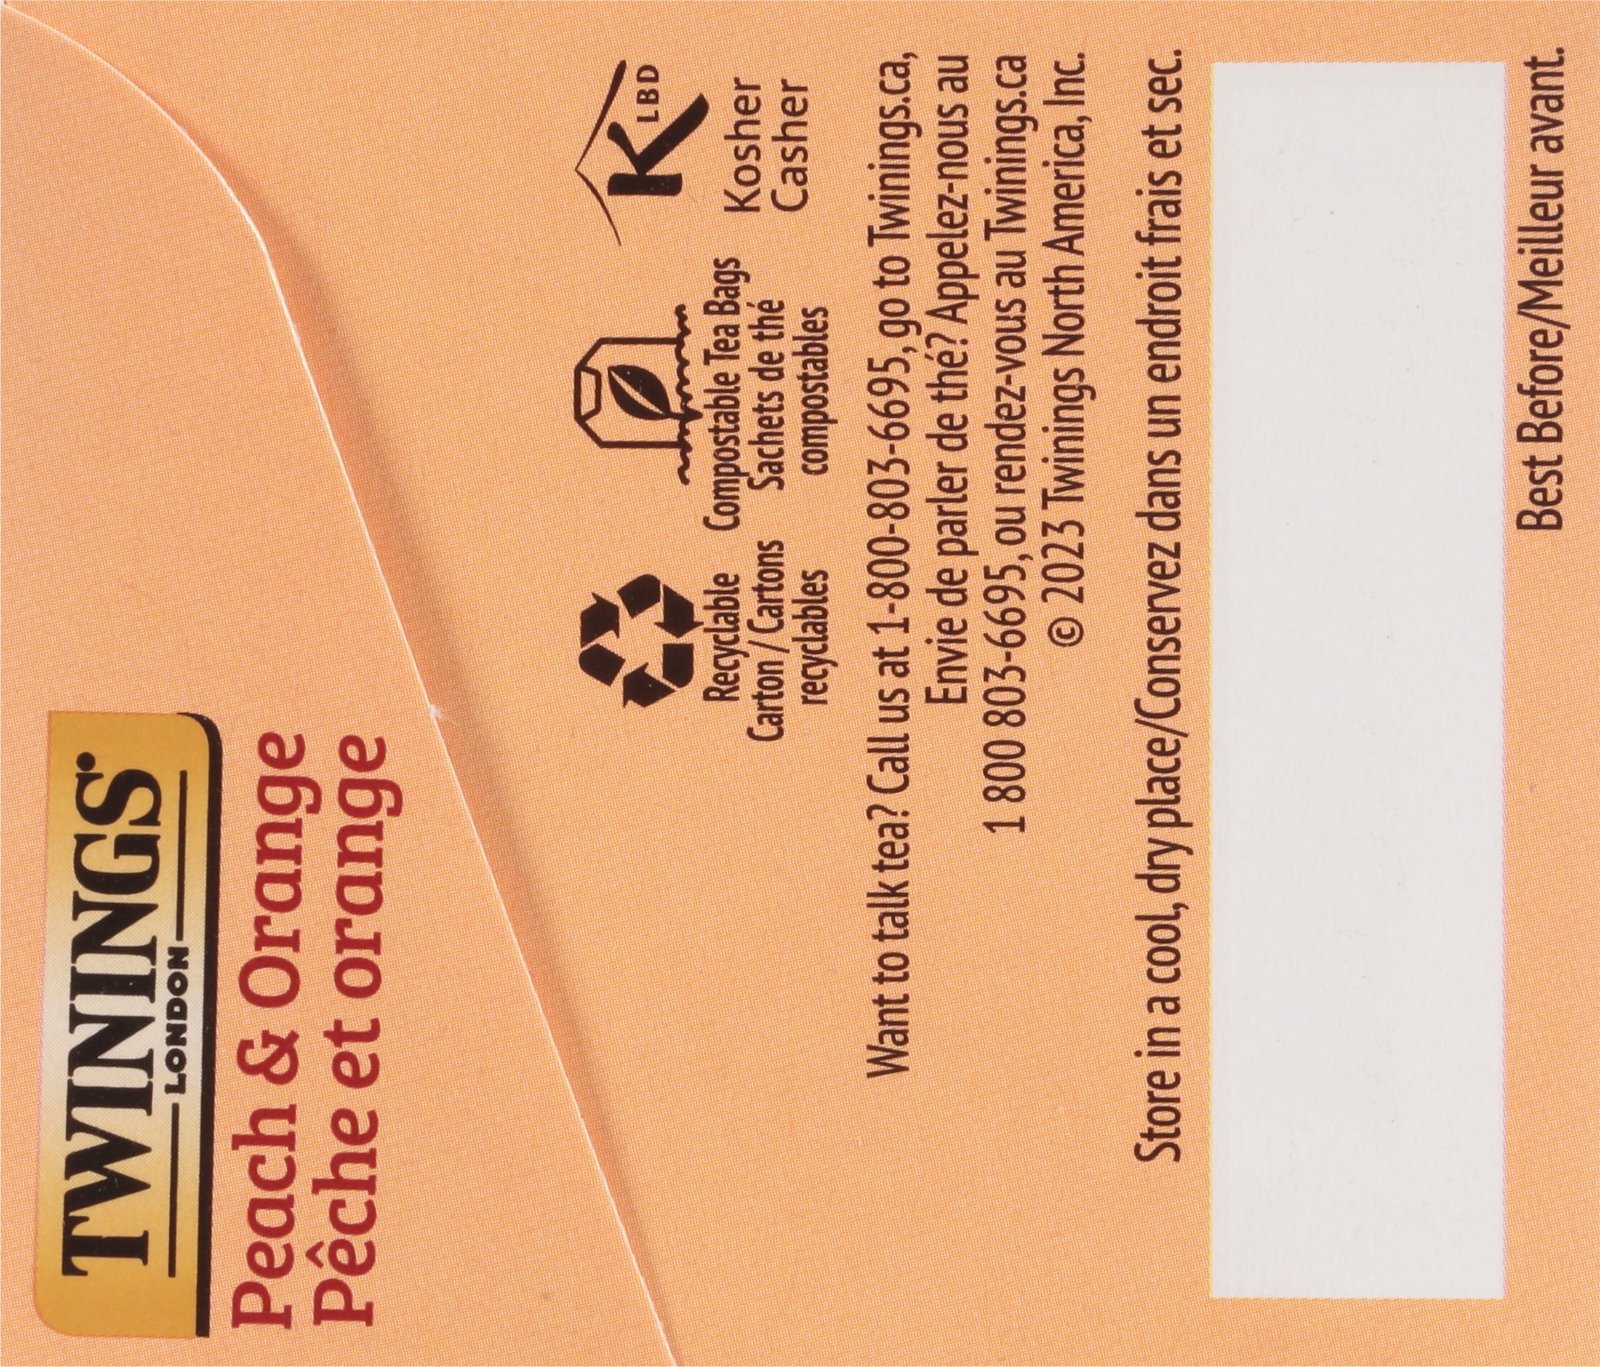 TWININGS®
LONDON
Peach & Orange
Pêche et orange
Recyclable
Carton / Cartons
recyclables
Compostable Tea Bags
Sachets de thé
compostables
K LBD
Kosher
Casher
Want to talk tea? Call us at 1-800-803-6695, go to Twinings.ca,
Envie de parler de thé? Appelez-nous au
1 800 803-6695, ou rendez-vous au Twinings.ca
© 2023 Twinings North America, Inc.
Store in a cool, dry place/Conservez dans un endroit frais et sec.
Best Before/Meilleur avant.